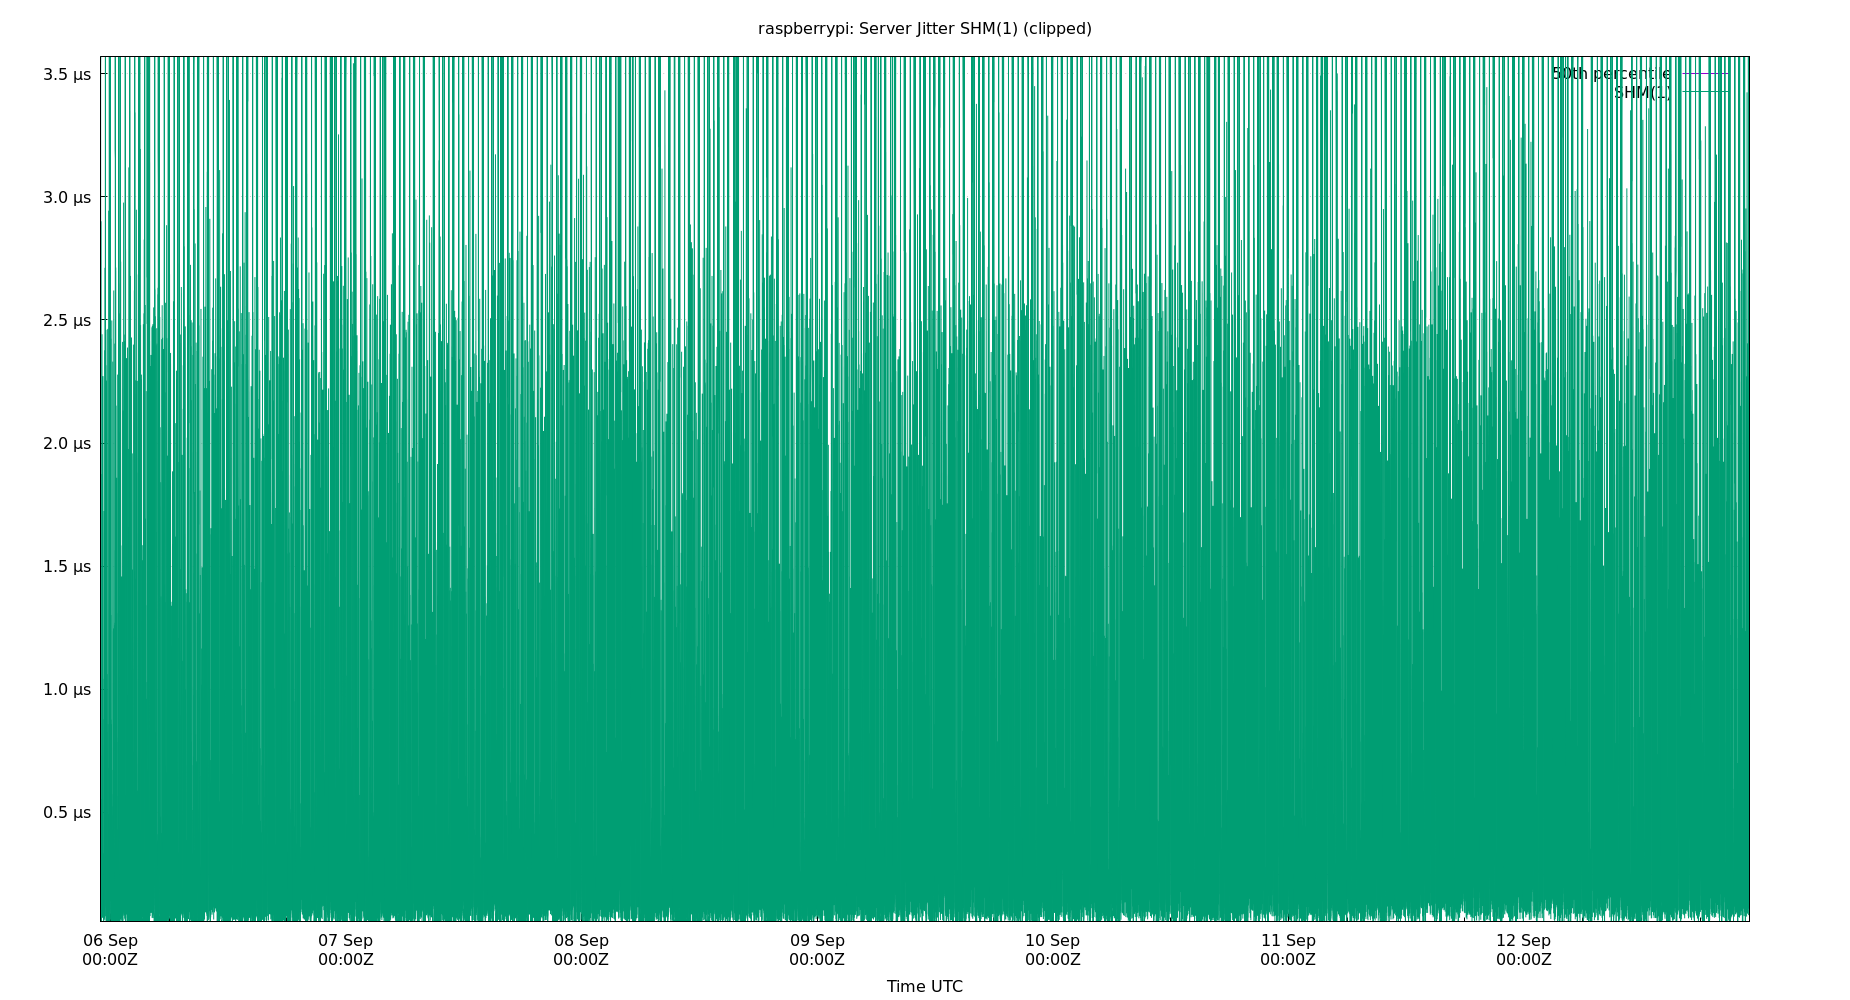 raspberrypi: Server Jitter SHM(1) (clipped)
3.5 µs
50th percentile
SHM(1)
3.0 µs
2.5 µs
2.0 µs
1.5 µs
1.0 µs
0.5 µs
06 Sep 07 Sep 08 Sep 09 Sep 10 Sep 11 Sep 12 Sep
00:00Z 00:00Z 00:00Z 00:00Z 00:00Z 00:00Z 00:00Z
Time UTC